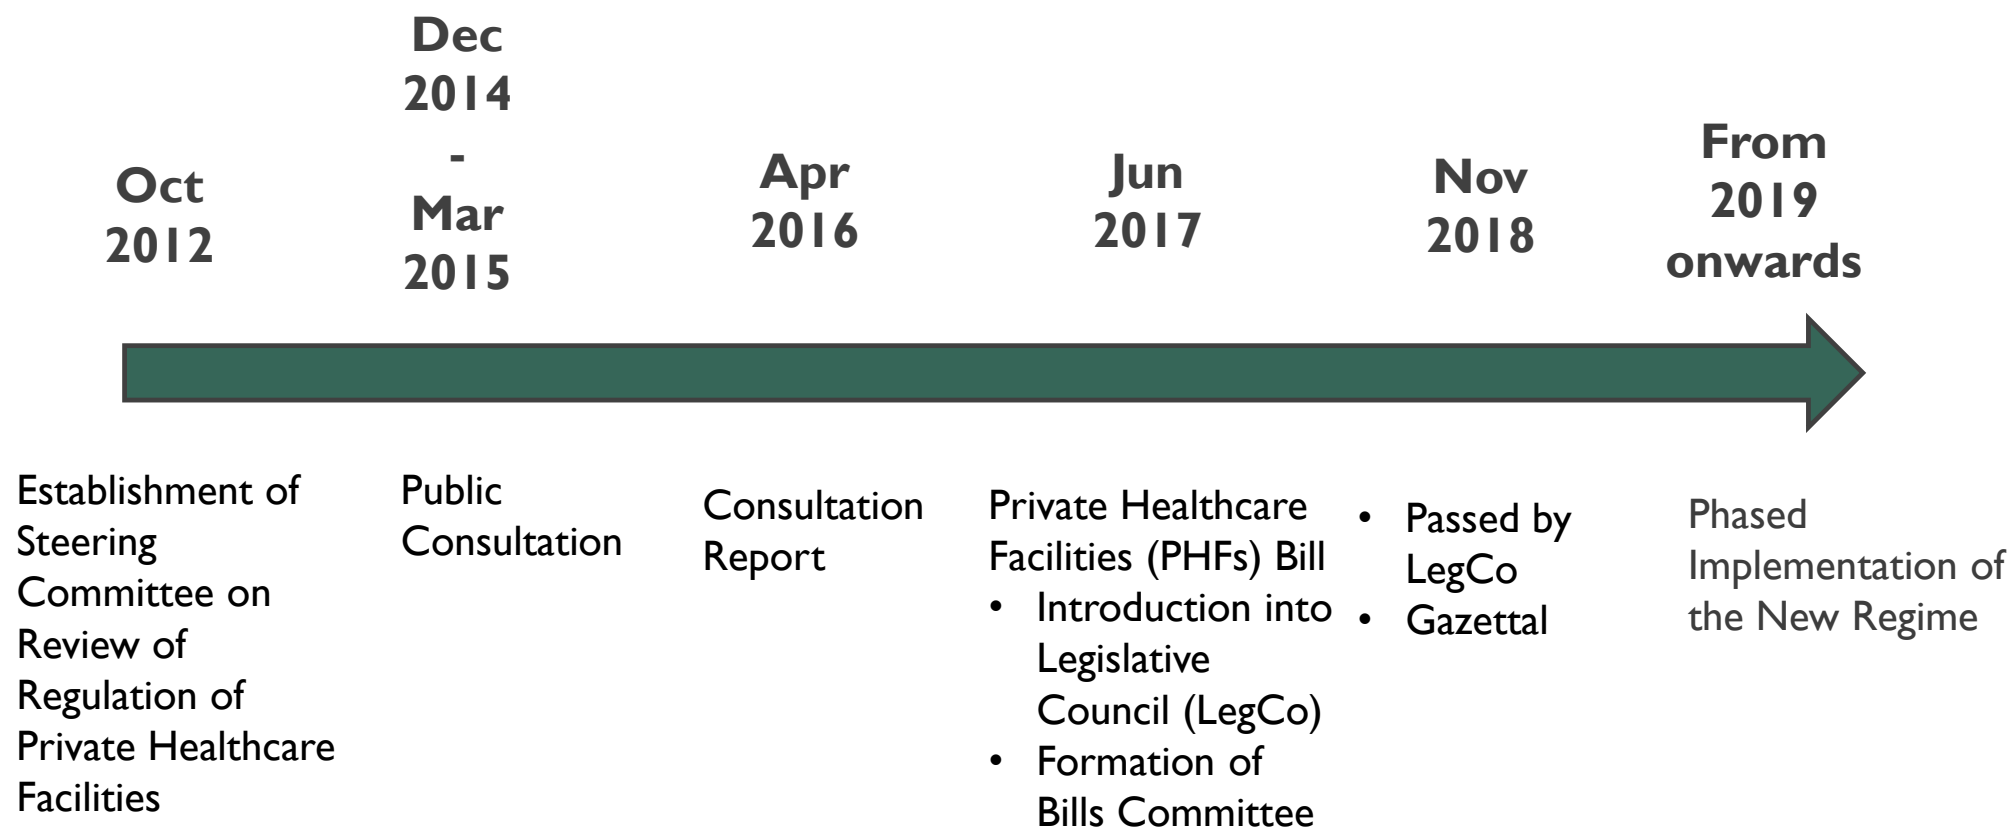 Oct
2012
Dec
2014
-
Mar
2015
Apr
2016
Jun
2017
Nov
2018
From
2019
onwards
Establishment of
Steering
Committee on
Review of
Regulation of
Private Healthcare
Facilities
Public
Consultation
Consultation
Report
Private Healthcare
Facilities (PHFs) Bill
• Introduction into
Legislative
Council (LegCo)
• Formation of
Bills Committee
• Passed by
LegCo
• Gazettal
Phased
Implementation of
the New Regime